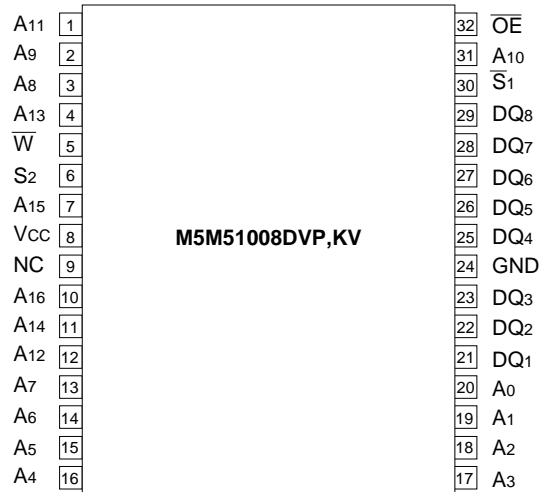 A11 1 32 O̅E̅
A9 2 31 A10
A8 3 30 S̅1
A13 4 29 DQ8
W̅ 5 28 DQ7
S2 6 27 DQ6
A15 7 26 DQ5
VCC 8 M5M51008DVP,KV 25 DQ4
NC 9 24 GND
A16 10 23 DQ3
A14 11 22 DQ2
A12 12 21 DQ1
A7 13 20 A0
A6 14 19 A1
A5 15 18 A2
A4 16 17 A3